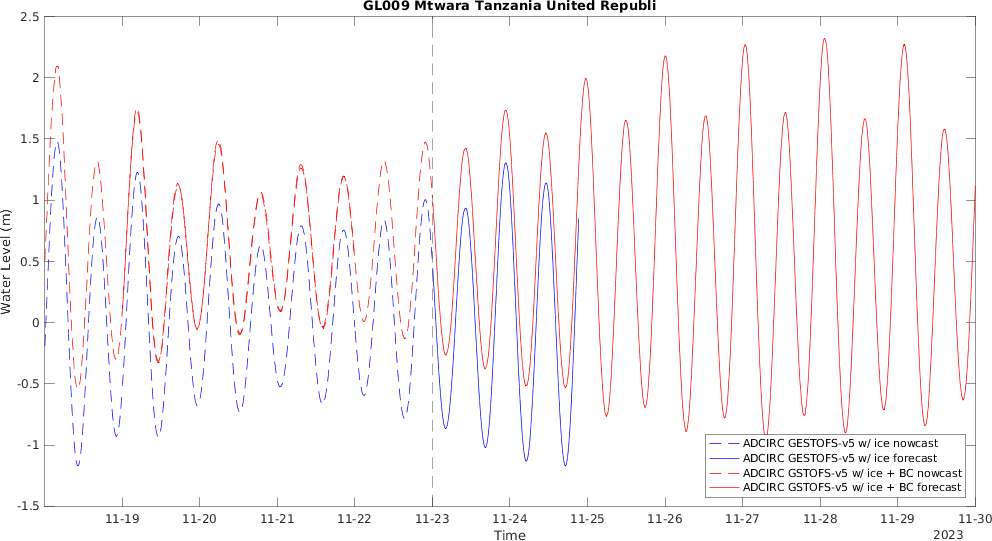 GL009 Mtwara Tanzania United Republi
Water Level (m)
2.5
2
1.5
1
0.5
0
-0.5
-1
-1.5
ADCIRC GESTOFS-v5 w/ ice nowcast
ADCIRC GESTOFS-v5 w/ ice forecast
ADCIRC GSTOFS-v5 w/ ice + BC nowcast
ADCIRC GSTOFS-v5 w/ ice + BC forecast
11-19 11-20 11-21 11-22 11-23 11-24 11-25 11-26 11-27 11-28 11-29 11-30
Time
2023